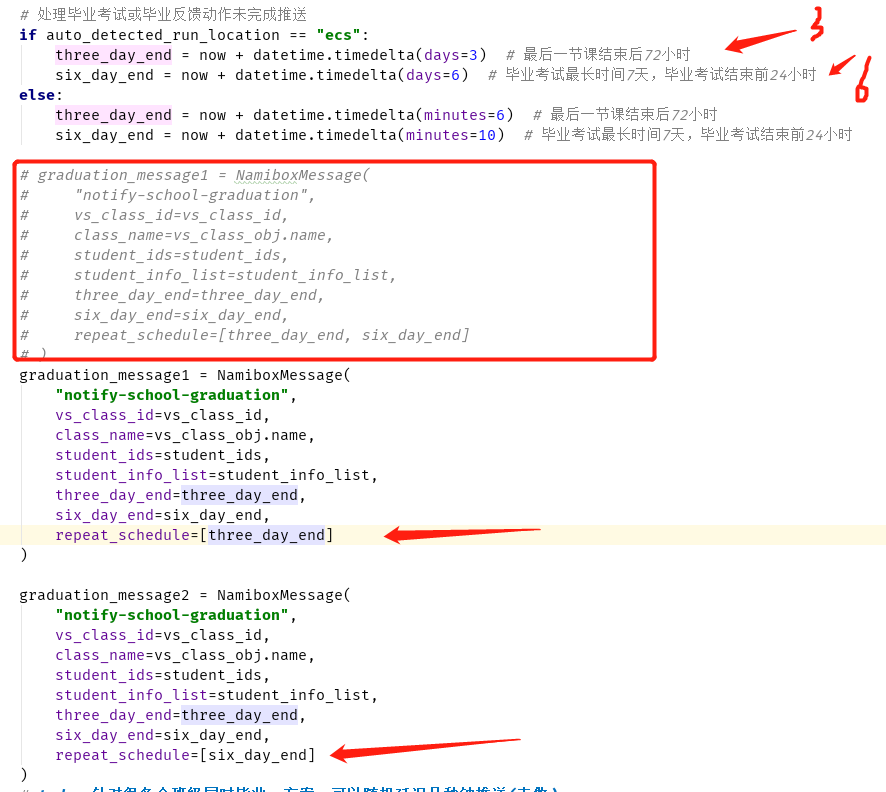 # 处理毕业考试或毕业反馈动作未完成推送
if auto_detected_run_location == "ecs":
three_day_end = now + datetime.timedelta(days=3)  # 最后一节课结束后72小时
3
six_day_end = now + datetime.timedelta(days=6)  # 毕业考试最长时间7天，毕业考试结束前24小时
6
else:
three_day_end = now + datetime.timedelta(minutes=6)  # 最后一节课结束后72小时
six_day_end = now + datetime.timedelta(minutes=10)  # 毕业考试最长时间7天，毕业考试结束前24小时
# graduation_message1 = NamiboxMessage(
#     "notify-school-graduation",
#     vs_class_id=vs_class_id,
#     class_name=vs_class_obj.name,
#     student_ids=student_ids,
#     student_info_list=student_info_list,
#     three_day_end=three_day_end,
#     six_day_end=six_day_end,
#     repeat_schedule=[three_day_end, six_day_end]
# )
graduation_message1 = NamiboxMessage(
"notify-school-graduation",
vs_class_id=vs_class_id,
class_name=vs_class_obj.name,
student_ids=student_ids,
student_info_list=student_info_list,
three_day_end=three_day_end,
six_day_end=six_day_end,
repeat_schedule=[three_day_end]
)
graduation_message2 = NamiboxMessage(
"notify-school-graduation",
vs_class_id=vs_class_id,
class_name=vs_class_obj.name,
student_ids=student_ids,
student_info_list=student_info_list,
three_day_end=three_day_end,
six_day_end=six_day_end,
repeat_schedule=[six_day_end]
)